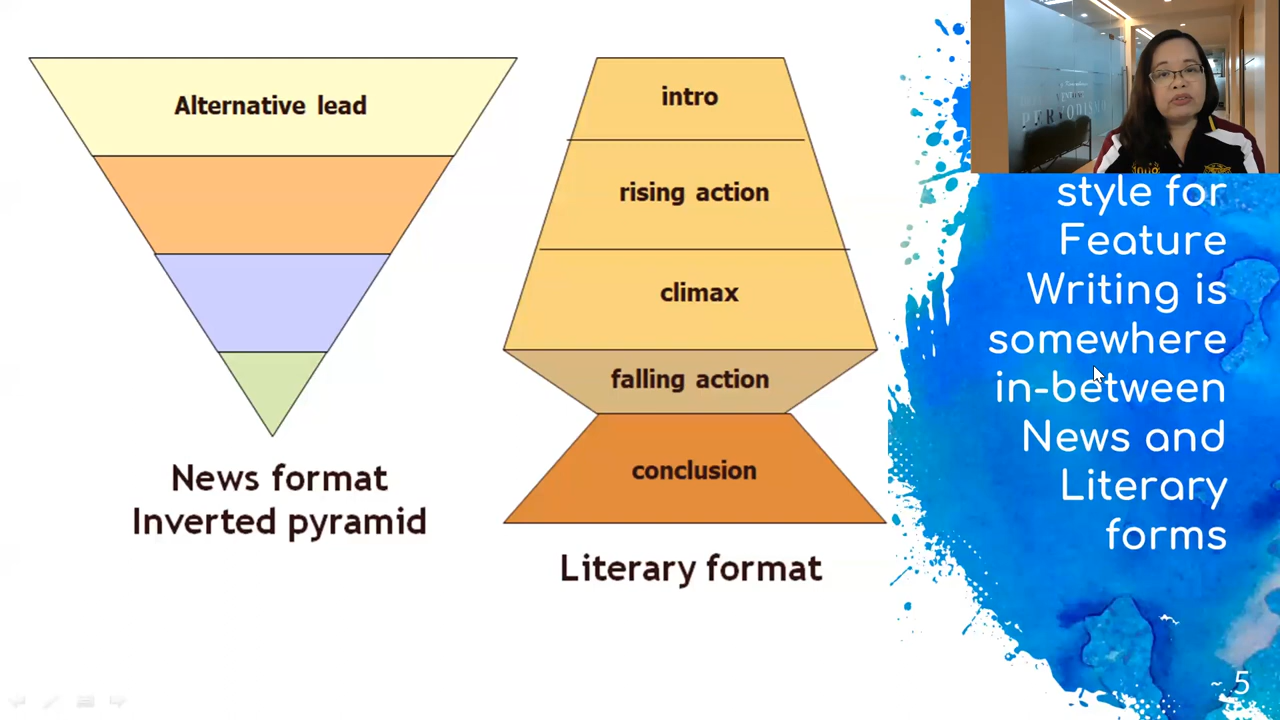 Alternative lead
News format
Inverted pyramid
intro
rising action
climax
falling action
conclusion
Literary format
style for
Feature
Writing is
somewhere
in-between
News and
Literary
forms
~ 5